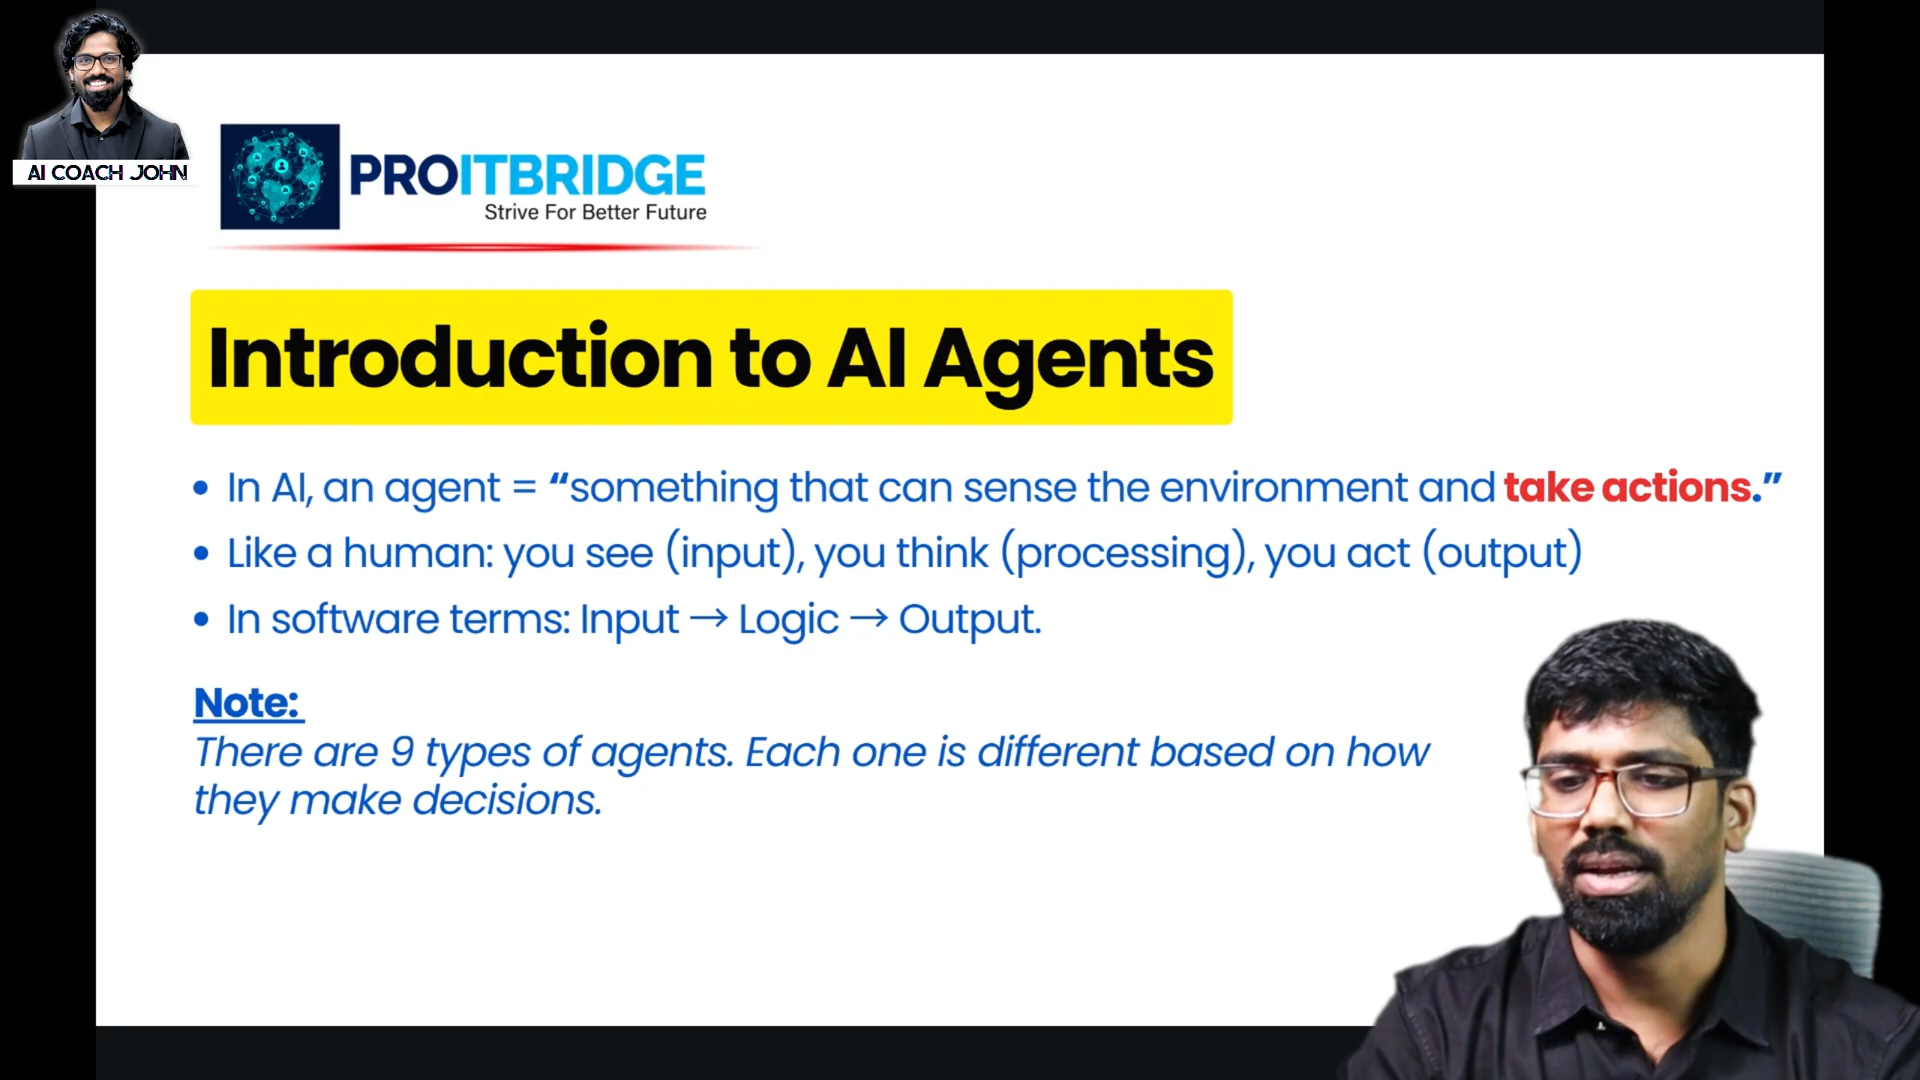 AI COACH JOHN
PROITBRIDGE
Strive For Better Future
Introduction to AI Agents
• In AI, an agent = “something that can sense the environment and take actions.”
• Like a human: you see (input), you think (processing), you act (output)
• In software terms: Input → Logic → Output.
Note:
There are 9 types of agents. Each one is different based on how
they make decisions.